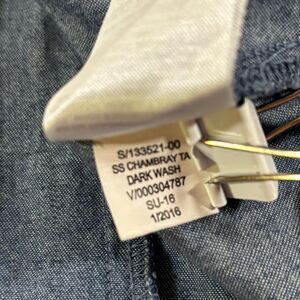 S/133521-00
SS CHAMBRAY TA
DARK WASH
V/000304787
SU-16
1/2016